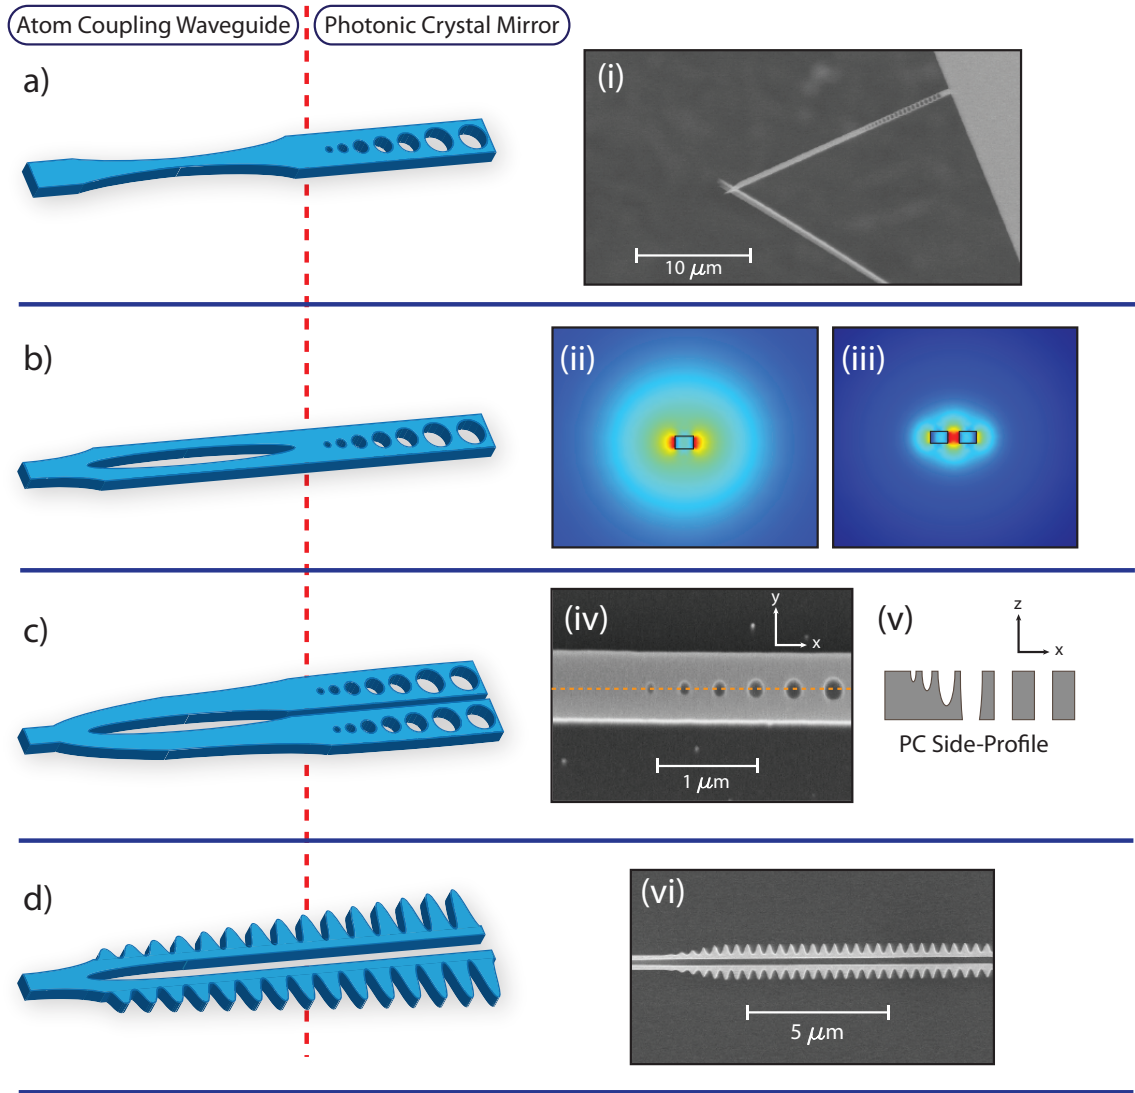 Atom Coupling Waveguide
Photonic Crystal Mirror
a)
(i)
10 μm
b)
(ii)
(iii)
c)
(iv)
y
x
1 μm
(v)
z
x
PC Side-Profile
d)
(vi)
5 μm